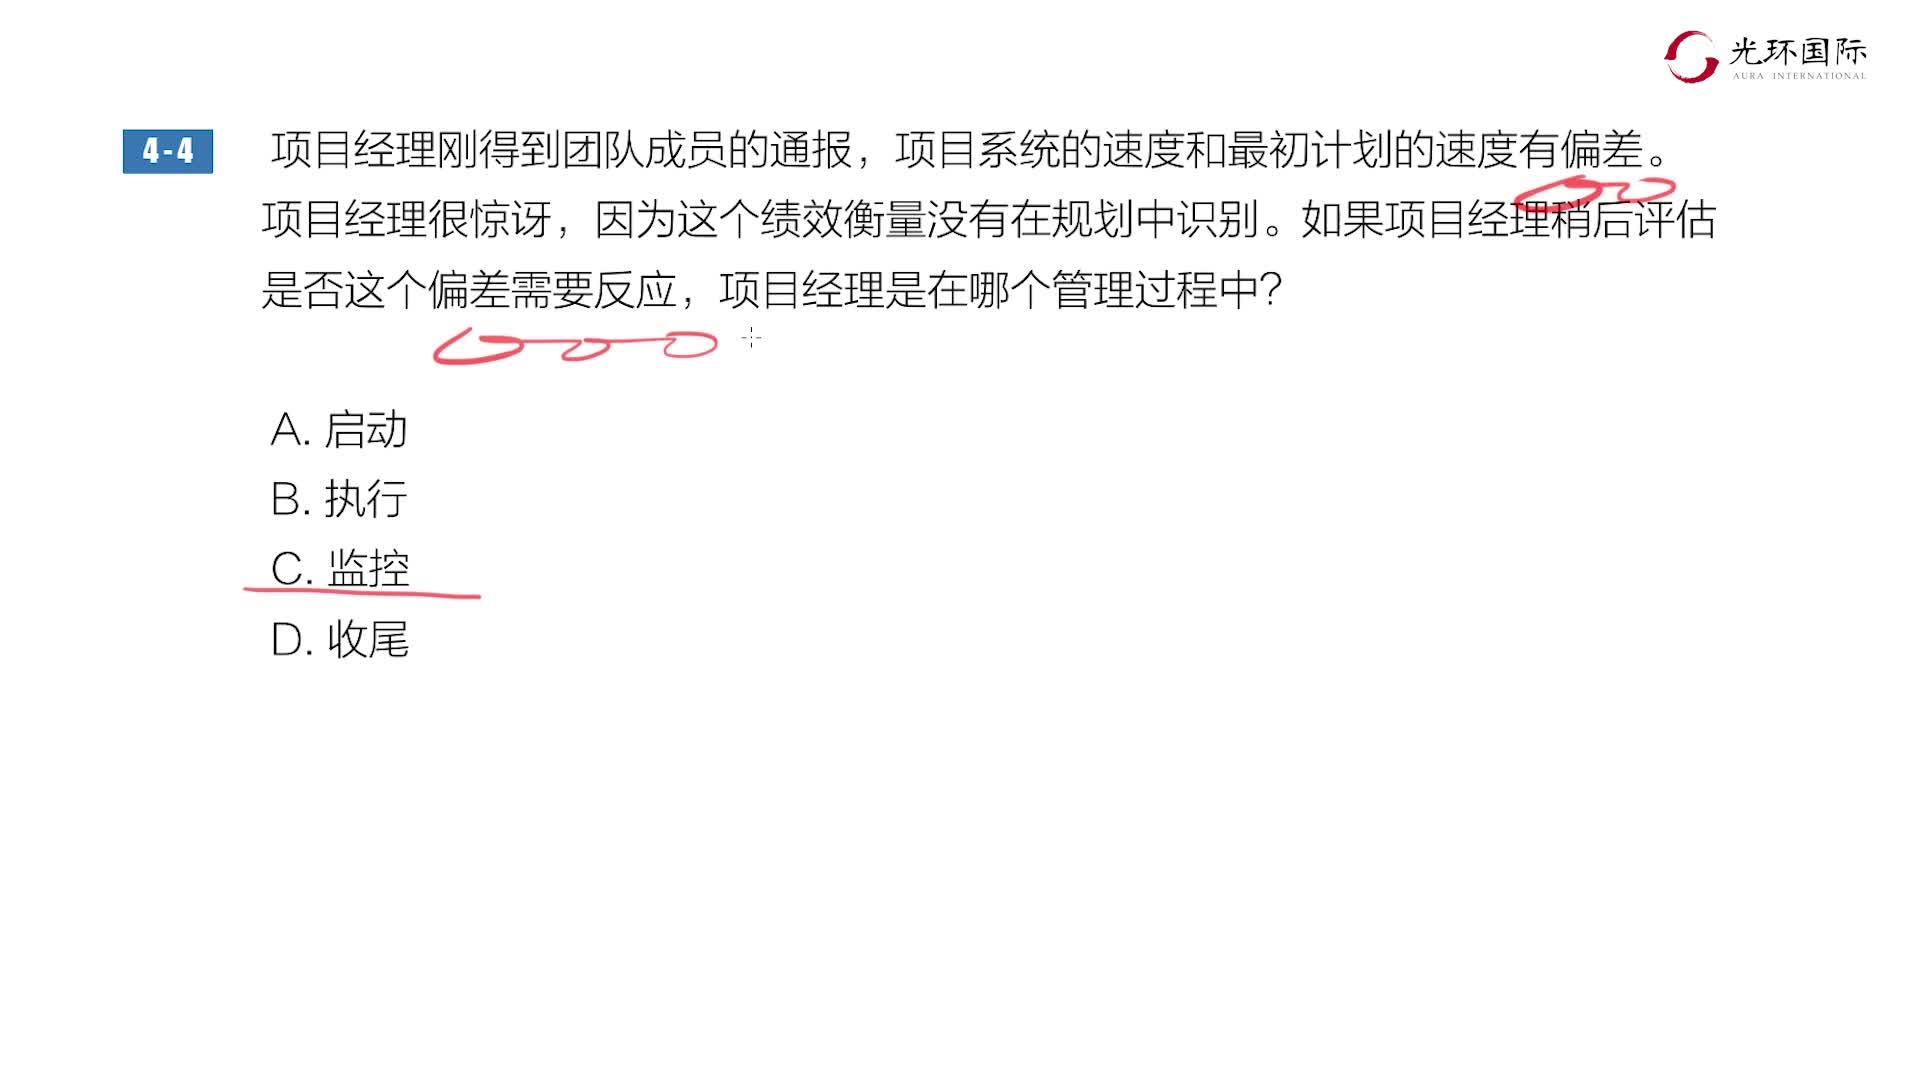 光环国际
AURA INTERNATIONAL
4-4 项目经理刚得到团队成员的通报，项目系统的速度和最初计划的速度有偏差。
项目经理很惊讶，因为这个绩效衡量没有在规划中识别。如果项目经理稍后评估
是否这个偏差需要反应，项目经理是在哪个管理过程中？
A. 启动
B. 执行
C. 监控
D. 收尾